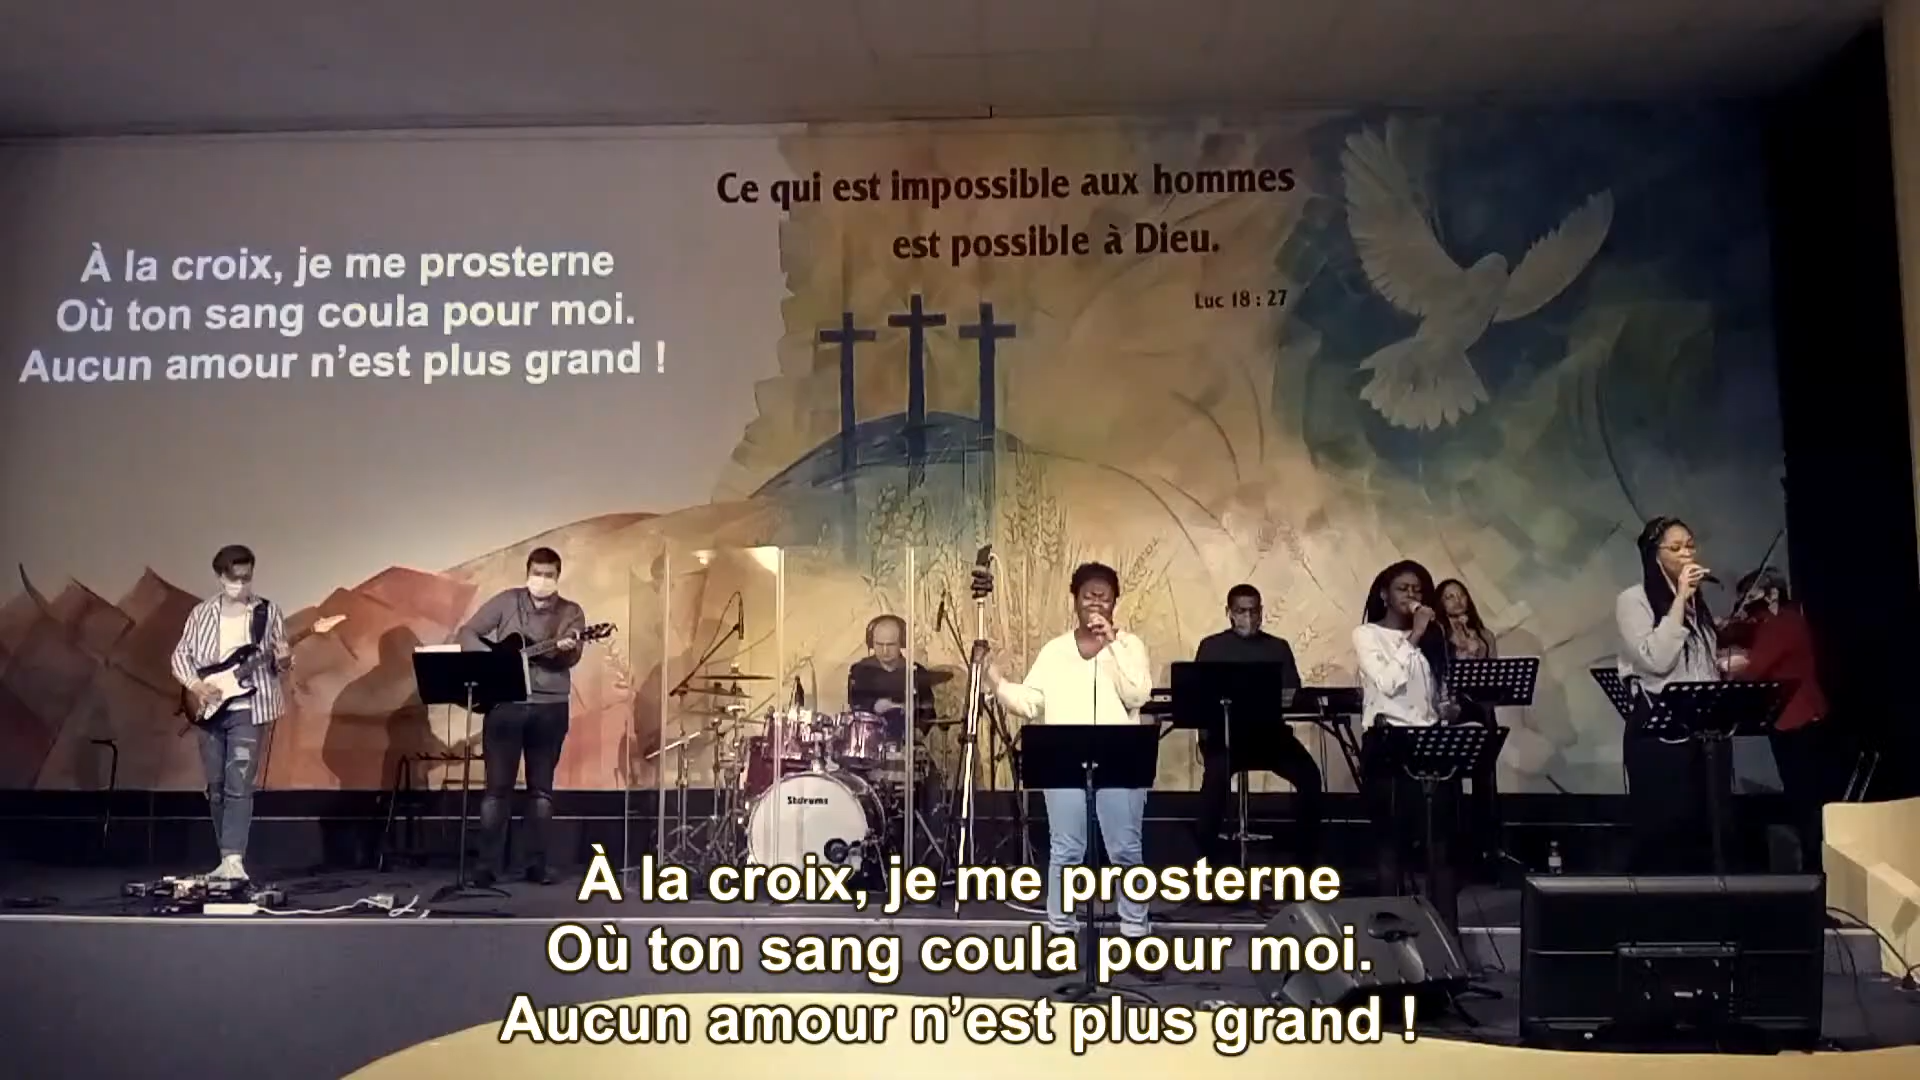 Ce qui est impossible aux hommes
est possible à Dieu.
Luc 18 : 27
À la croix, je me prosterne
Où ton sang coula pour moi.
Aucun amour n’est plus grand !
Stdrums
À la croix, je me prosterne
Où ton sang coula pour moi.
Aucun amour n’est plus grand !